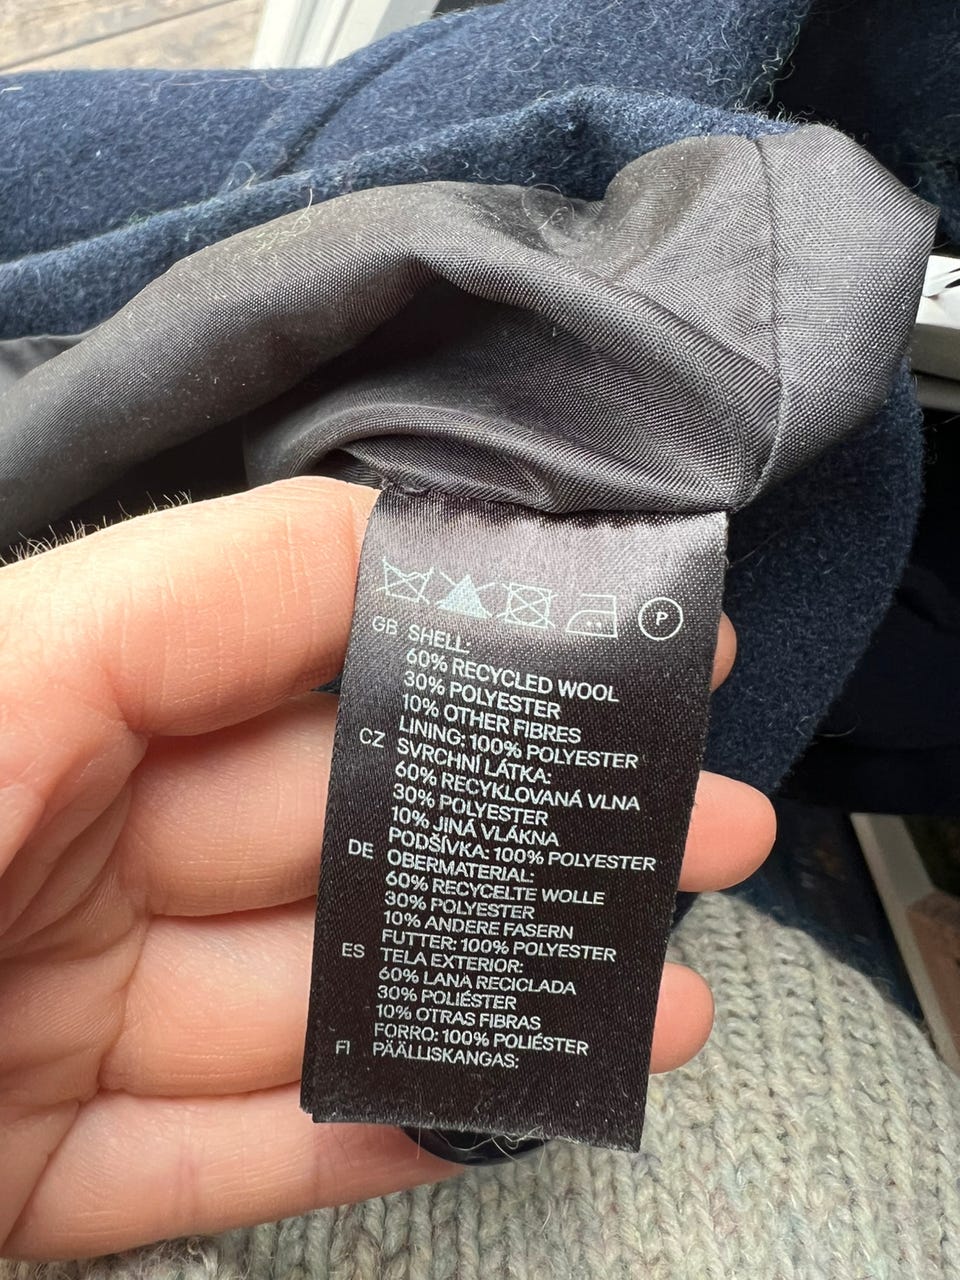 P
GB SHELL:
60% RECYCLED WOOL
30% POLYESTER
10% OTHER FIBRES
LINING: 100% POLYESTER
CZ SVRCHNÍ LÁTKA:
60% RECYKLOVANÁ VLNA
30% POLYESTER
10% JINÁ VLÁKNA
PODŠÍVKA: 100% POLYESTER
DE OBERMATERIAL:
60% RECYCELTE WOLLE
30% POLYESTER
10% ANDERE FASERN
FUTTER: 100% POLYESTER
ES TELA EXTERIOR:
60% LANA RECICLADA
30% POLIÉSTER
10% OTRAS FIBRAS
FORRO: 100% POLIÉSTER
FI PÄÄLLISKANGAS: